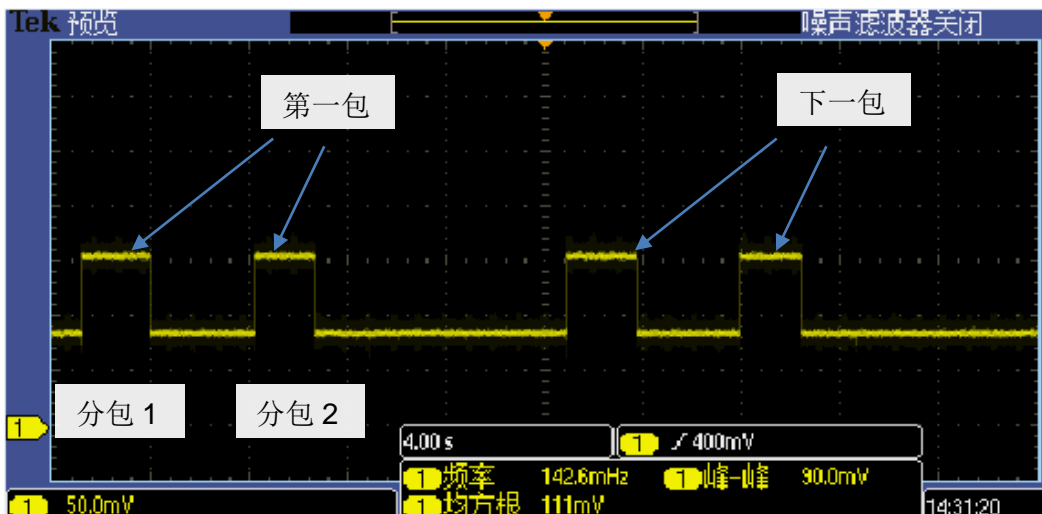 Tek 预览
噪声滤波器关闭
第一包
下一包
分包 1
分包 2
1
4.00 s
1 400mV
1 频率 142.6mHz
1 峰-峰 90.0mV
1 50.0mV
1 均方根 111mV
14:31:20